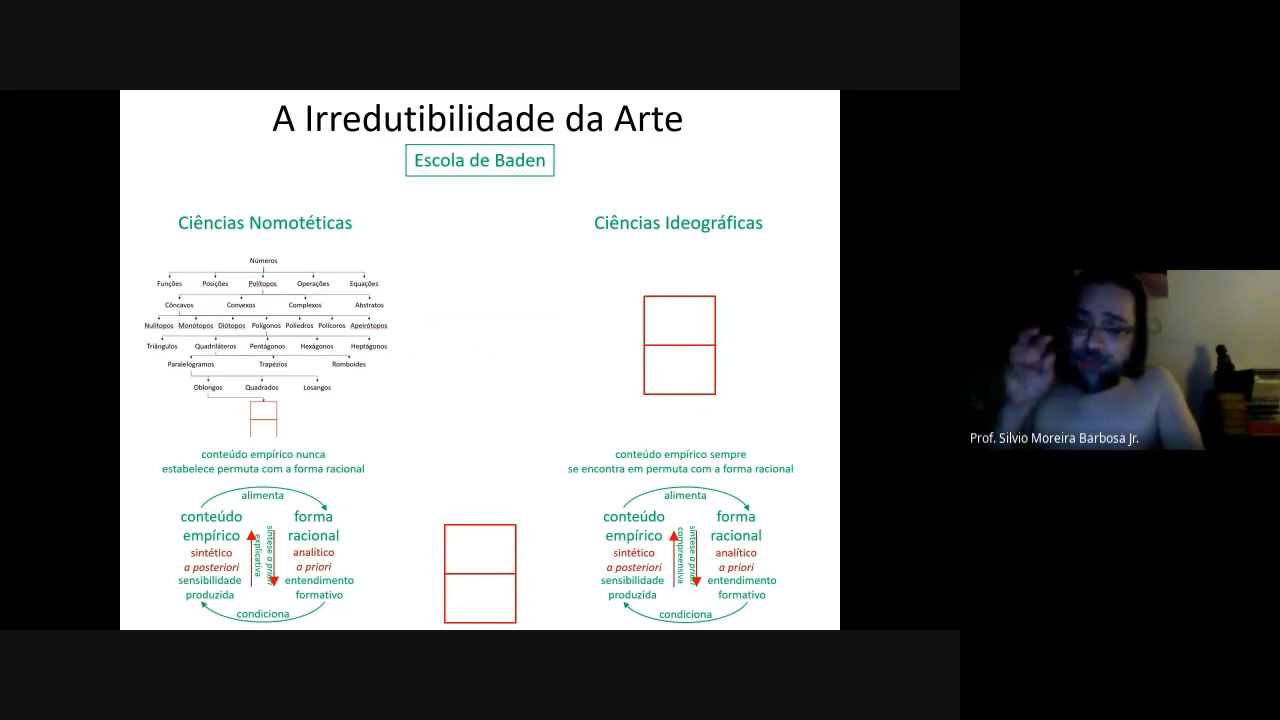 A Irredutibilidade da Arte
Escola de Baden
Ciências Nomotéticas
Números
Funções Posições Polítopos Operações Equações
Côncavos Convexos Complexos Abstratos
Nulítopos Monótopos Diótopos Polígonos Poliedros Polícoros Apeirótopos
Triângulos Quadriláteros Pentágonos Hexágonos Heptágonos
Paralelogramos Trapézios Romboides
Oblongos Quadrados Losangos
conteúdo empírico nunca
estabelece permuta com a forma racional
alimenta
conteúdo forma
empírico racional
sintético analítico
a posteriori a priori
sensibilidade entendimento
produzida formativo
explicativa
síntese a priori
condiciona
Ciências Ideográficas
conteúdo empírico sempre
se encontra em permuta com a forma racional
alimenta
conteúdo forma
empírico racional
sintético analítico
a posteriori a priori
sensibilidade entendimento
produzida formativo
compreensiva
síntese a priori
condiciona
Prof. Silvio Moreira Barbosa Jr.